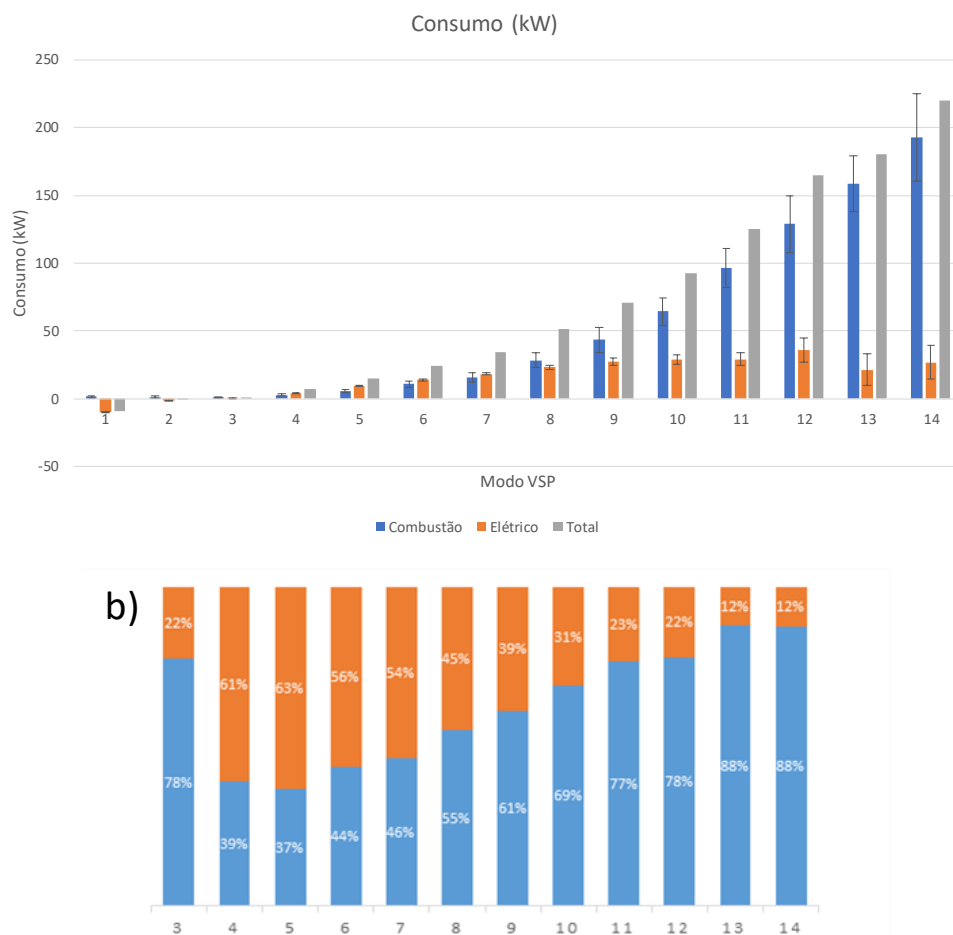 Consumo (kW)
250
200
150
100
50
0
-50
Consumo (kW)
1 2 3 4 5 6 7 8 9 10 11 12 13 14
Modo VSP
Combustão Elétrico Total
b)
22% 61% 63% 56% 54% 45% 39% 31% 23% 22% 12% 12%
78% 39% 37% 44% 46% 55% 61% 69% 77% 78% 88% 88%
3 4 5 6 7 8 9 10 11 12 13 14